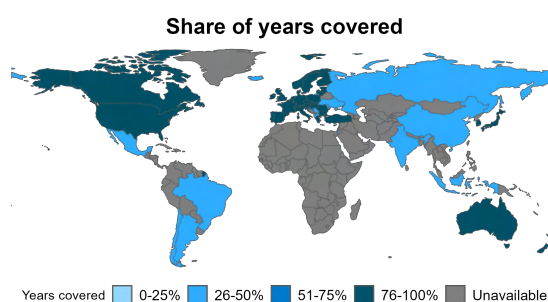 Share of years covered
Years covered 0-25% 26-50% 51-75% 76-100% Unavailable